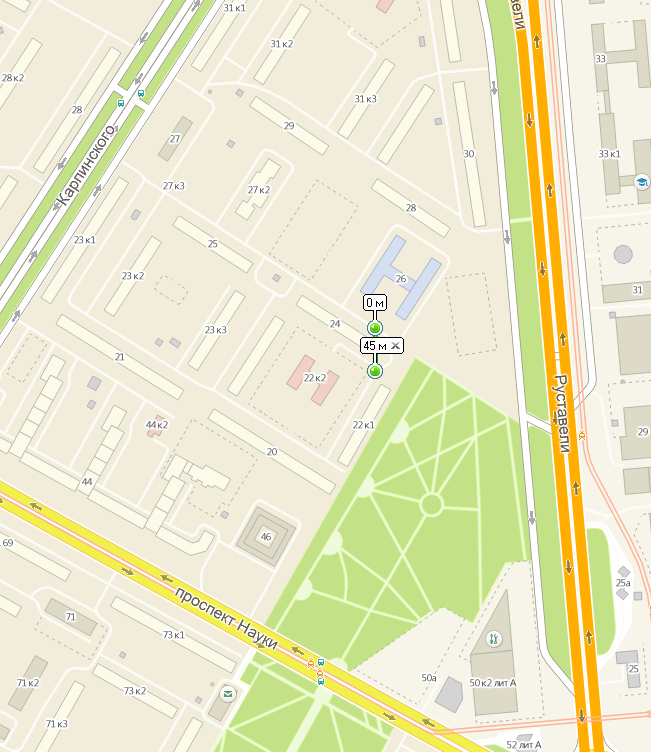 31 к1
вели
31 к2
33
28 к2
28
31 к3
29
27
30
33 к1
Карпинского
27 к3
27 к2
28
23 к1
25
26
23 к2
31
0 м
24
23 к3
45 м
21
22 к2
Руставели
44 к2
22 к1
29
20
44
46
69
проспект Науки
25а
71
73 к1
50а
50 к2 лит А
25
71 к2
73 к2
71 к3
52 лит А